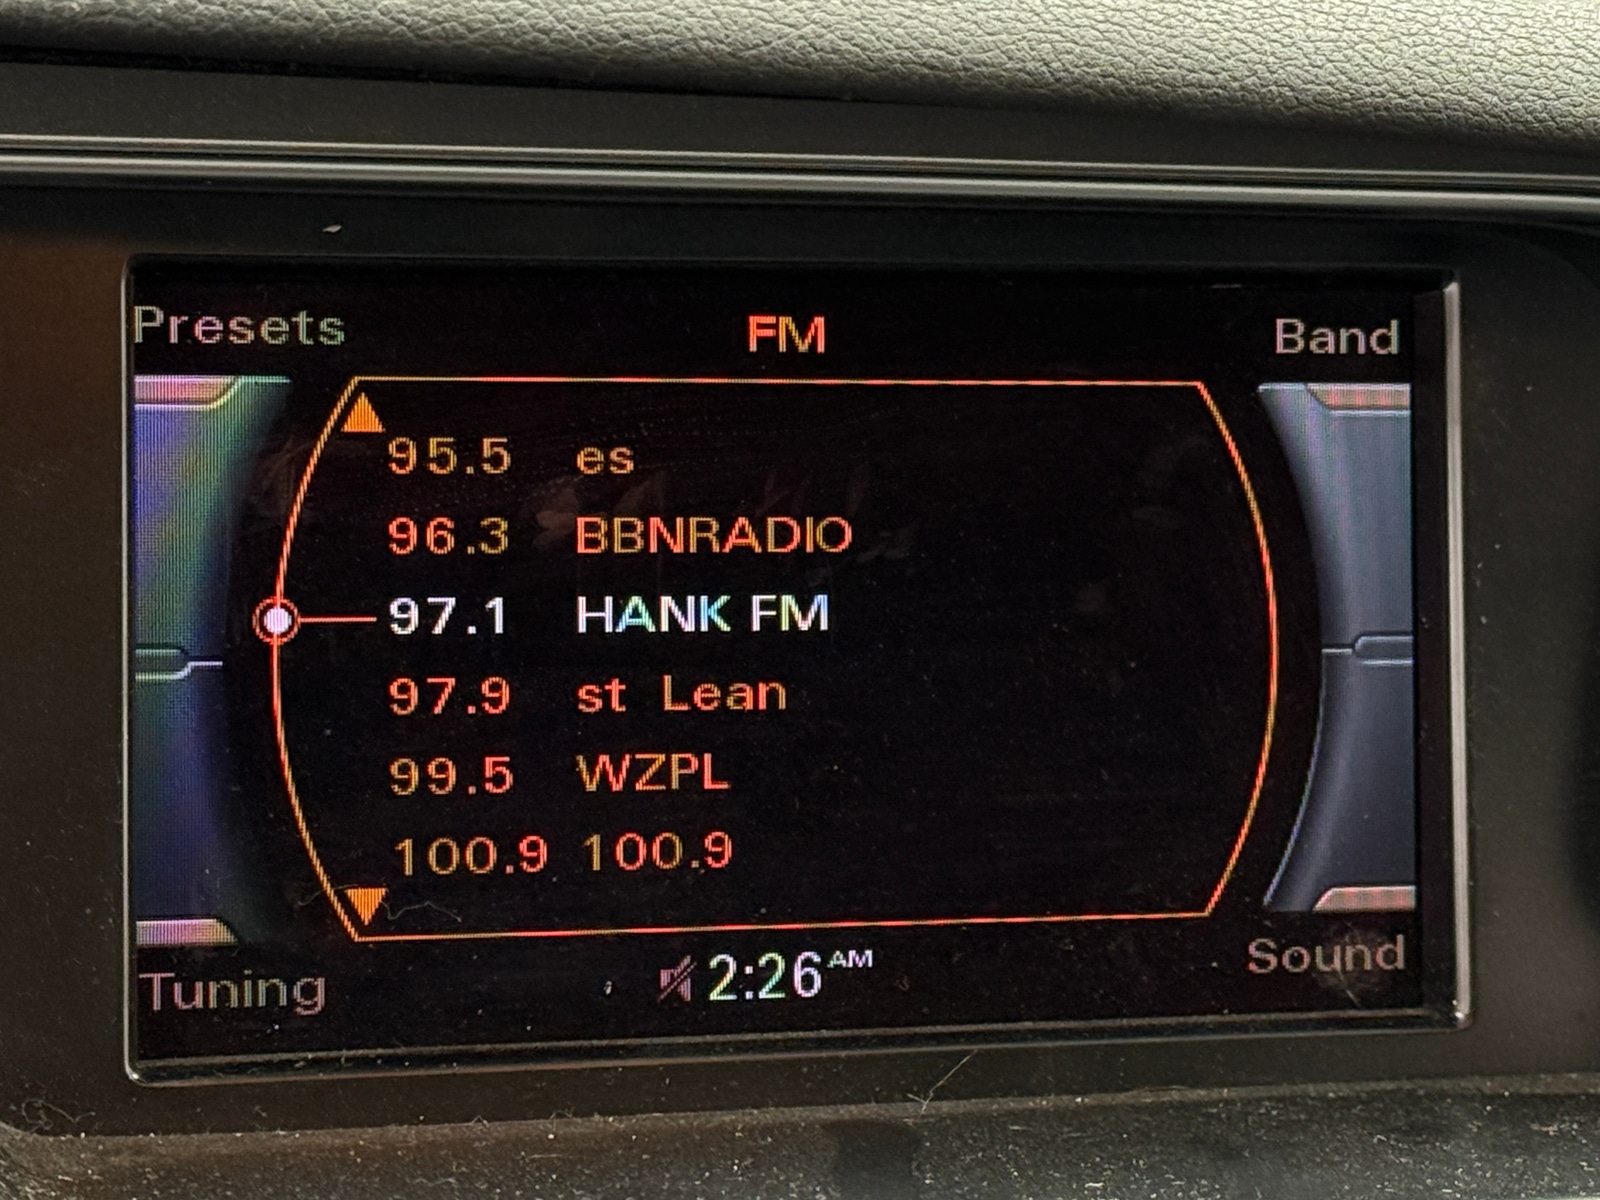 Presets FM Band
95.5 es
96.3 BBNRADIO
97.1 HANK FM
97.9 st Lean
99.5 WZPL
100.9 100.9
Tuning 2:26 AM Sound